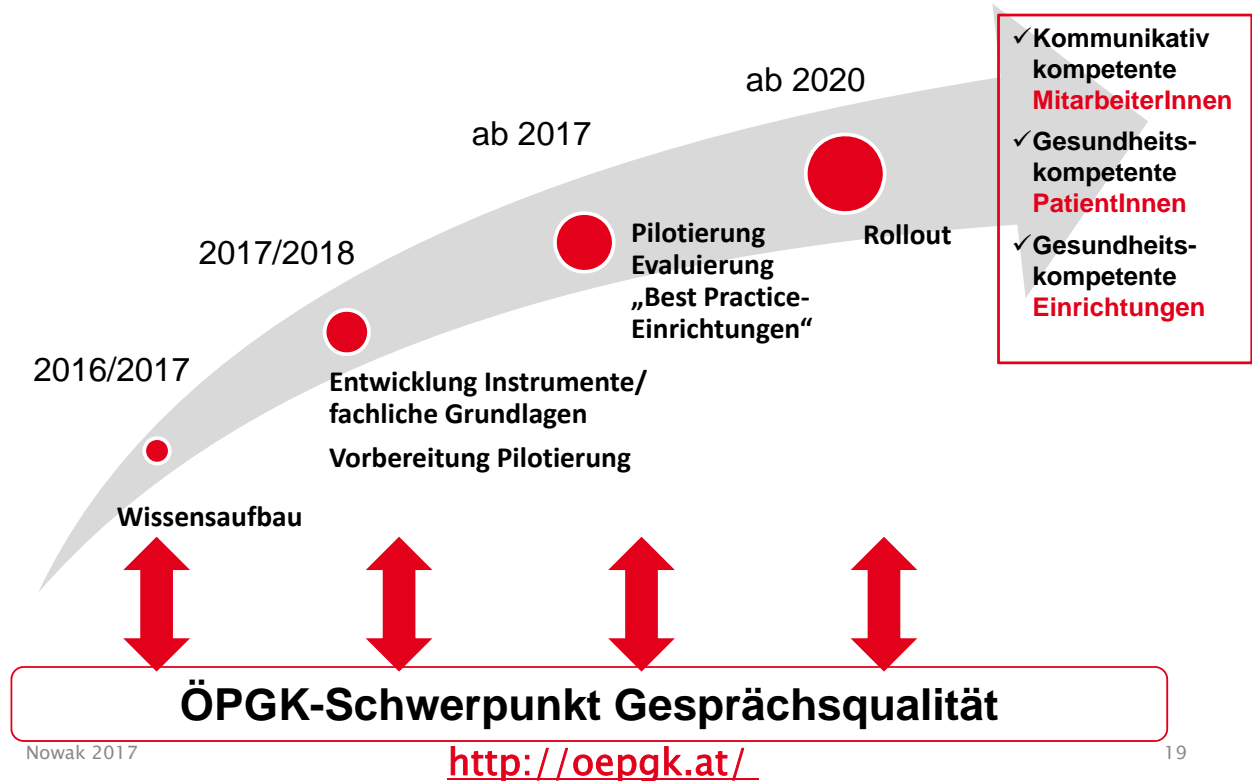 2016/2017
Wissensaufbau
2017/2018
Entwicklung Instrumente/
fachliche Grundlagen
Vorbereitung Pilotierung
ab 2017
Pilotierung
Evaluierung
„Best Practice-
Einrichtungen“
ab 2020
Rollout
✓Kommunikativ
kompetente
MitarbeiterInnen
✓Gesundheits-
kompetente
PatientInnen
✓Gesundheits-
kompetente
Einrichtungen
ÖPGK-Schwerpunkt Gesprächsqualität
Nowak 2017
http://oepgk.at/
19